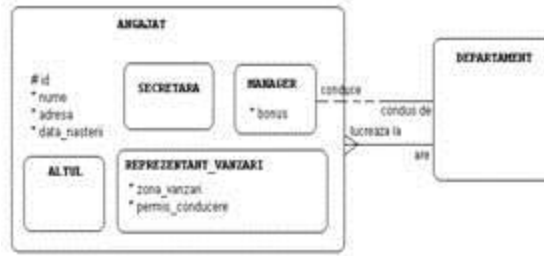 ANGAJAT
# id
* nume
* adresa
* data_nasterii
SECRETARA
MANAGER
* bonus
DEPARTAMENT
conduce
condus de
lucreaza la
are
ALTUL
REPREZENTANT_VANZARI
* zona_vanzari
* permis_conducere